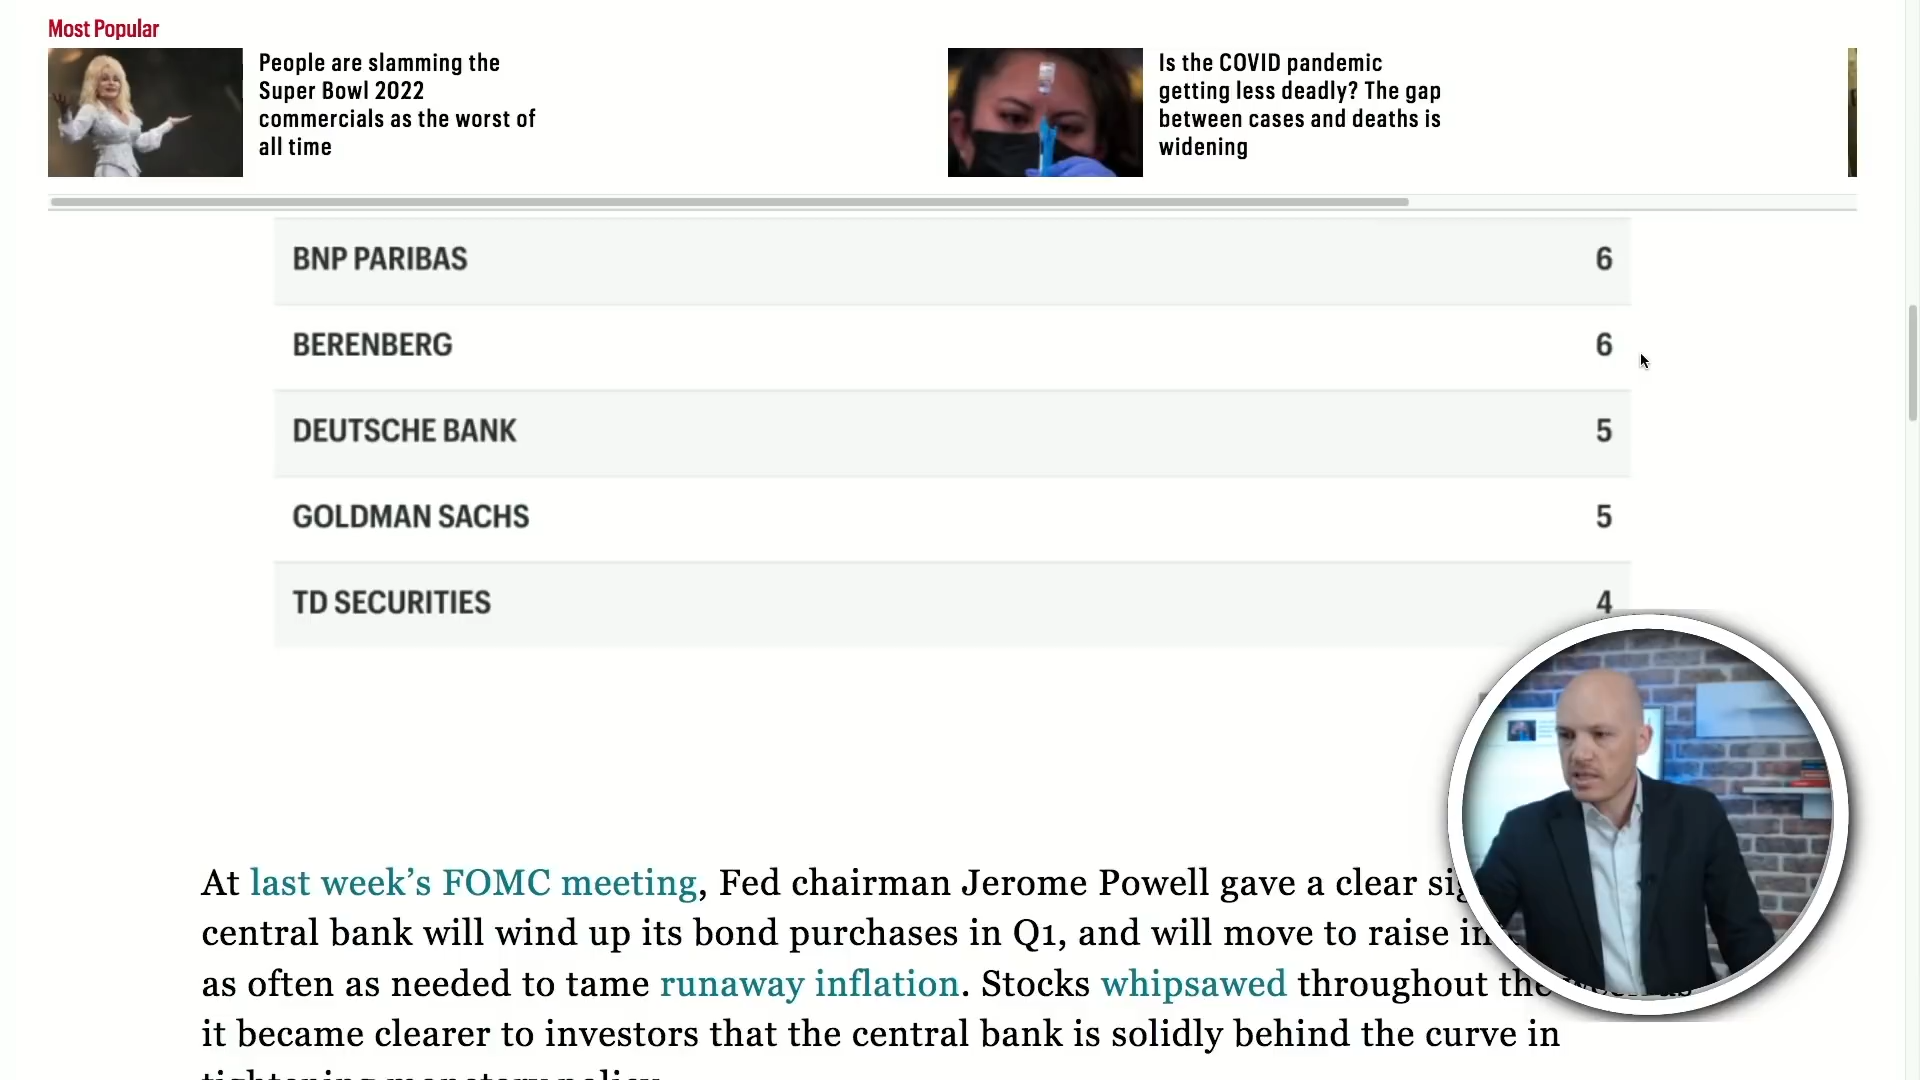 Most Popular
People are slamming the
Super Bowl 2022
commercials as the worst of
all time
Is the COVID pandemic
getting less deadly? The gap
between cases and deaths is
widening
BNP PARIBAS 6
BERENBERG 6
DEUTSCHE BANK 5
GOLDMAN SACHS 5
TD SECURITIES 4
At last week’s FOMC meeting, Fed chairman Jerome Powell gave a clear
central bank will wind up its bond purchases in Q1, and will move to raise
as often as needed to tame runaway inflation. Stocks whipsawed throughout the
it became clearer to investors that the central bank is solidly behind the curve in
tightening monetary policy.